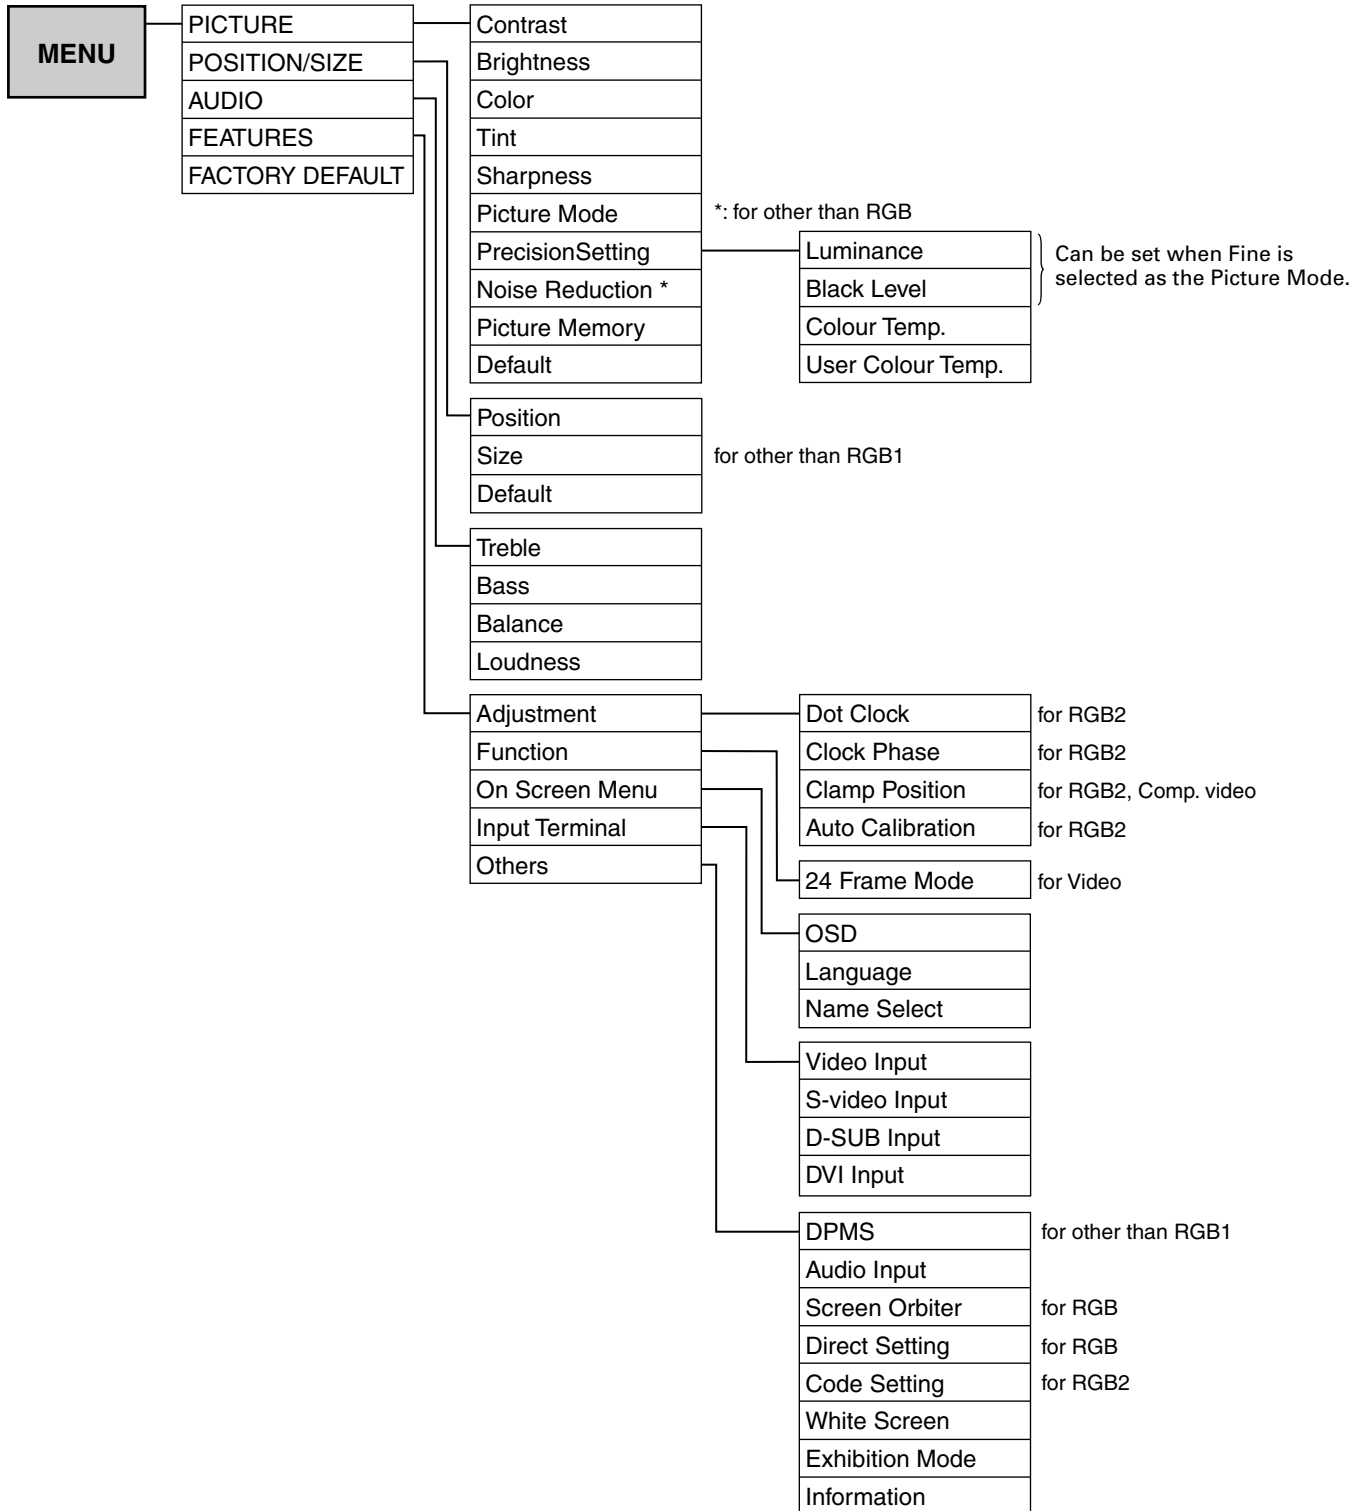 MENU
PICTURE
POSITION/SIZE
AUDIO
FEATURES
FACTORY DEFAULT
Contrast
Brightness
Color
Tint
Sharpness
Picture Mode
*: for other than RGB
PrecisionSetting
Noise Reduction *
Picture Memory
Default
Luminance
Black Level
Can be set when Fine is
selected as the Picture Mode.
Colour Temp.
User Colour Temp.
Position
Size for other than RGB1
Default
Treble
Bass
Balance
Loudness
Adjustment
Function
On Screen Menu
Input Terminal
Others
Dot Clock for RGB2
Clock Phase for RGB2
Clamp Position for RGB2, Comp. video
Auto Calibration for RGB2
24 Frame Mode for Video
OSD
Language
Name Select
Video Input
S-video Input
D-SUB Input
DVI Input
DPMS for other than RGB1
Audio Input
Screen Orbiter for RGB
Direct Setting for RGB
Code Setting for RGB2
White Screen
Exhibition Mode
Information